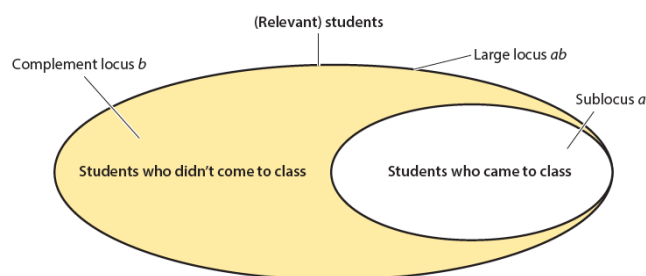 (Relevant) students
Large locus ab
Complement locus b
Sublocus a
Students who didn't come to class
Students who came to class